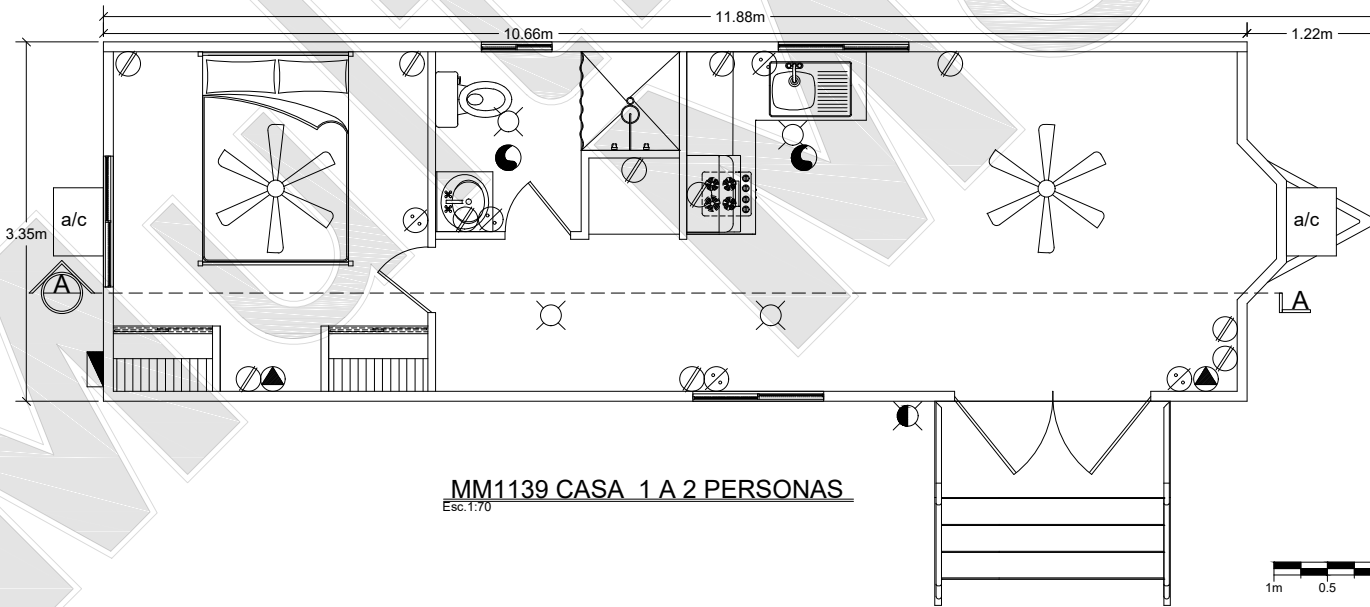 11.88m
10.66m
1.22m
3.35m
a/c
a/c
A
A
MM1139 CASA 1 A 2 PERSONAS
Esc.1:70
1m 0.5